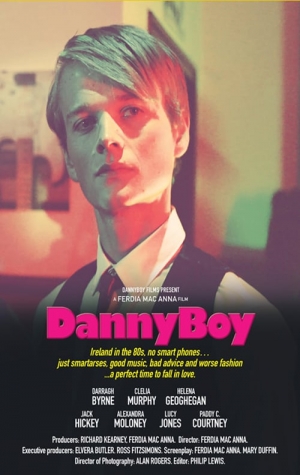 DANNYBOY FILMS PRESENT
A FERDIA MAC ANNA FILM
DannyBoy
Ireland in the 80s, no smart phones...
just smartarses, good music, bad advice and worse fashion
...a perfect time to fall in love.
DARRAGH BYRNE
CLELIA MURPHY
HELENA GEOGHEGAN
JACK HICKEY
ALEXANDRA MOLONEY
LUCY JONES
PADDY C. COURTNEY
Producers: RICHARD KEARNEY, FERDIA MAC ANNA. Director: FERDIA MAC ANNA.
Executive producers: ELVERA BUTLER. ROSS FITZSIMONS. Screenplay: FERDIA MAC ANNA. MARY DUFFIN.
Director of Photography: ALAN ROGERS. Editor: PHILIP LEWIS.